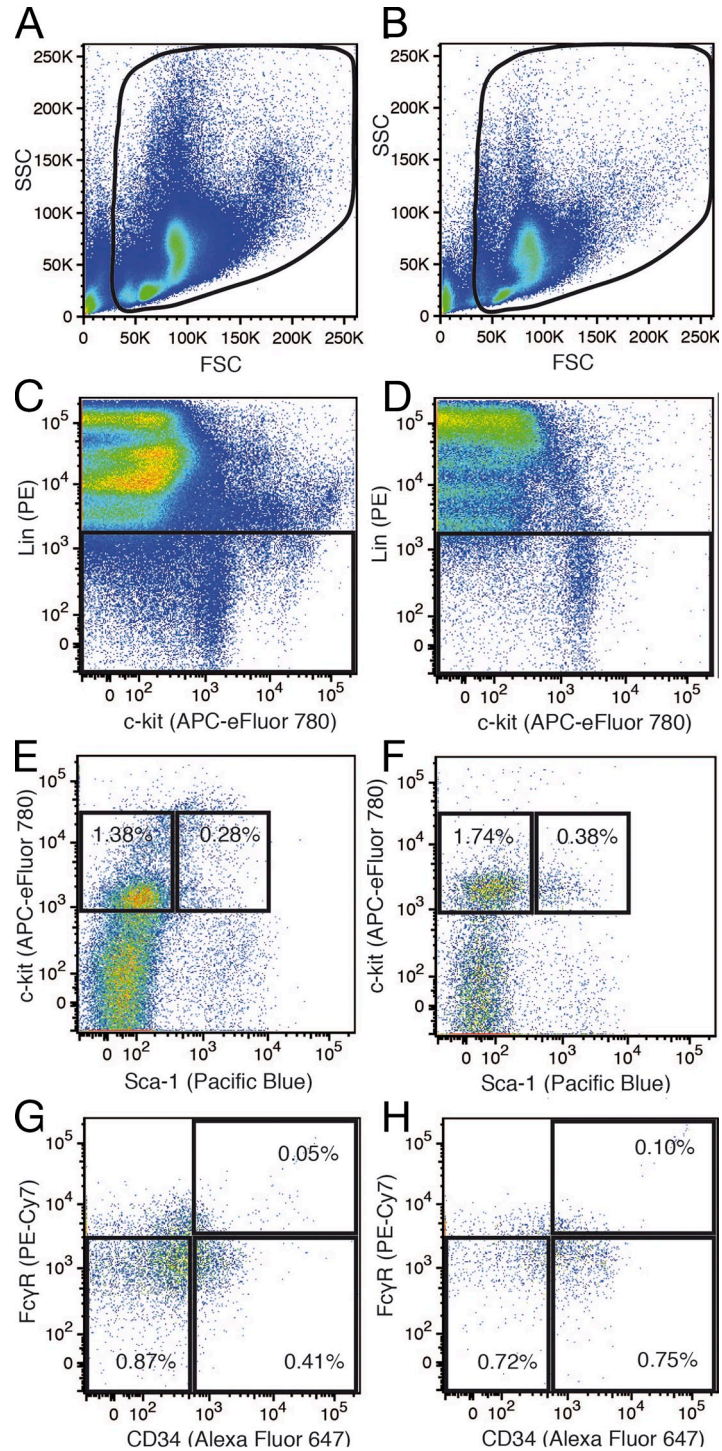 A
B
250K
200K
150K
100K
50K
0
SSC
0 50K 100K 150K 200K 250K
FSC
250K
200K
150K
100K
50K
0
SSC
0 50K 100K 150K 200K 250K
FSC
C
D
10⁵
10⁴
10³
10²
0
Lin (PE)
0 10² 10³ 10⁴ 10⁵
c-kit (APC-eFluor 780)
10⁵
10⁴
10³
10²
0
Lin (PE)
0 10² 10³ 10⁴ 10⁵
c-kit (APC-eFluor 780)
E
F
10⁵
10⁴
10³
10²
0
c-kit (APC-eFluor 780)
1.38% 0.28%
0 10² 10³ 10⁴ 10⁵
Sca-1 (Pacific Blue)
10⁵
10⁴
10³
10²
0
c-kit (APC-eFluor 780)
1.74% 0.38%
0 10² 10³ 10⁴ 10⁵
Sca-1 (Pacific Blue)
G
H
10⁵
10⁴
10³
10²
0
FcγR (PE-Cy7)
0.05%
0.87% 0.41%
0 10² 10³ 10⁴ 10⁵
CD34 (Alexa Fluor 647)
10⁵
10⁴
10³
10²
0
FcγR (PE-Cy7)
0.10%
0.72% 0.75%
0 10² 10³ 10⁴ 10⁵
CD34 (Alexa Fluor 647)